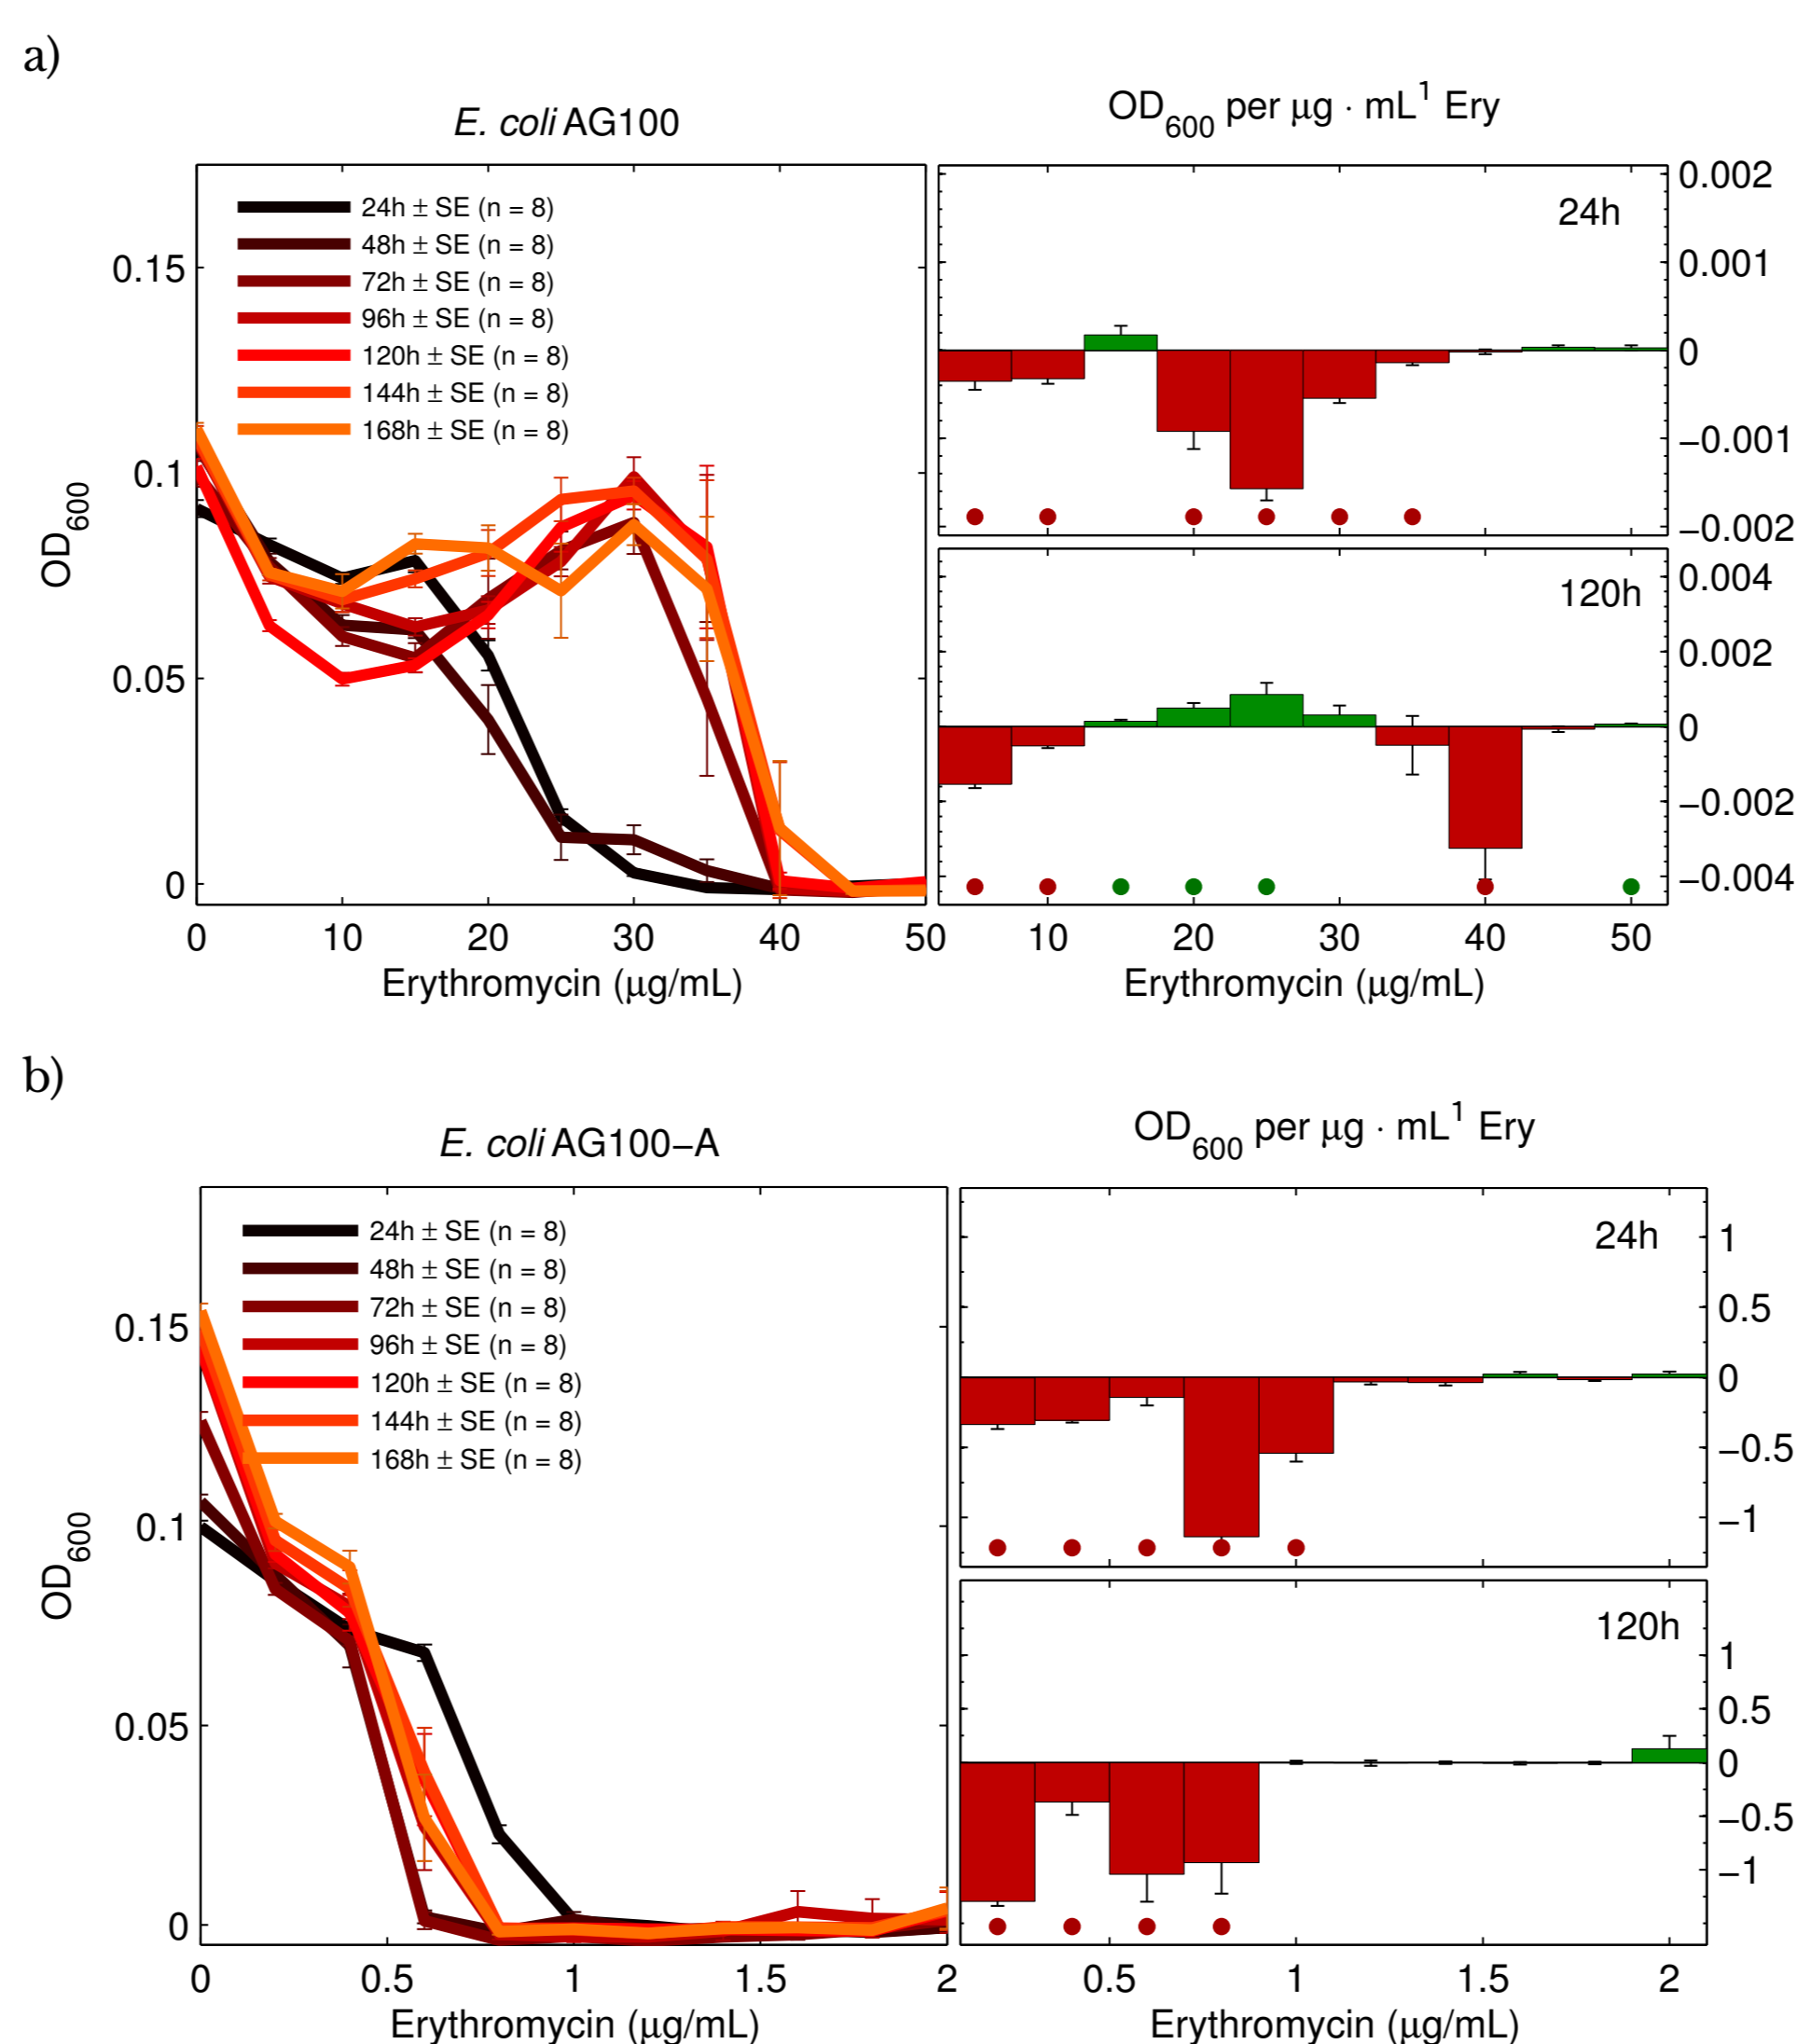 a)
E. coli AG100
OD600 per µg · mL1 Ery
24h ± SE (n = 8)
48h ± SE (n = 8)
72h ± SE (n = 8)
96h ± SE (n = 8)
120h ± SE (n = 8)
144h ± SE (n = 8)
168h ± SE (n = 8)
0.15
0.1
0.05
0
OD600
0 10 20 30 40 50
Erythromycin (µg/mL)
24h
0.002
0.001
0
−0.001
−0.002
120h
0.004
0.002
0
−0.002
−0.004
10 20 30 40 50
Erythromycin (µg/mL)
b)
E. coli AG100−A
OD600 per µg · mL1 Ery
24h ± SE (n = 8)
48h ± SE (n = 8)
72h ± SE (n = 8)
96h ± SE (n = 8)
120h ± SE (n = 8)
144h ± SE (n = 8)
168h ± SE (n = 8)
0.15
0.1
0.05
0
OD600
0 0.5 1 1.5 2
Erythromycin (µg/mL)
24h
1
0.5
0
−0.5
−1
120h
1
0.5
0
−0.5
−1
0.5 1 1.5 2
Erythromycin (µg/mL)